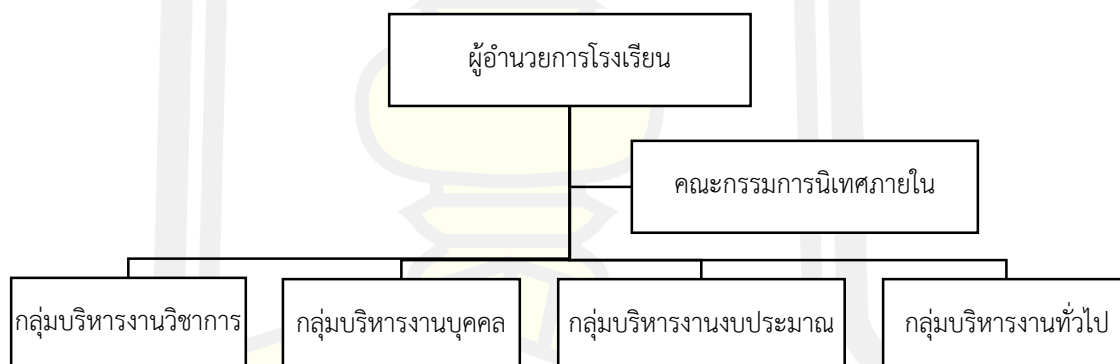 ผู้อำนวยการโรงเรียน
คณะกรรมการนิเทศภายใน
กลุ่มบริหารงานวิชาการ
กลุ่มบริหารงานบุคคล
กลุ่มบริหารงานงบประมาณ
กลุ่มบริหารงานทั่วไป